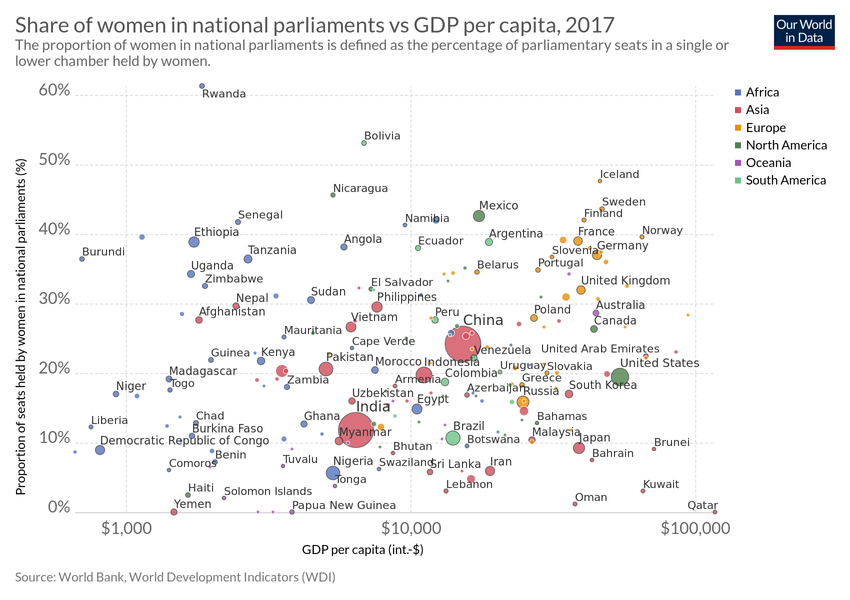 Share of women in national parliaments vs GDP per capita, 2017
The proportion of women in national parliaments is defined as the percentage of parliamentary seats in a single or
lower chamber held by women.
Our World
in Data
Africa
Asia
Europe
North America
Oceania
South America
Proportion of seats held by women in national parliaments (%)
60%
Rwanda
Bolivia
50%
Iceland
Nicaragua
Sweden
Mexico
Finland
Senegal
Namibia
40%
Ethiopia
Angola
Ecuador
Argentina
France
Norway
Burundi
Tanzania
Slovenia
Germany
Uganda
Belarus
Portugal
Zimbabwe
El Salvador
United Kingdom
Nepal
Sudan
Philippines
30%
Afghanistan
Vietnam
Peru
Poland
Australia
Mauritania
China
Canada
Guinea
Kenya
Cape Verde
Venezuela
United Arab Emirates
Pakistan
Morocco
Indonesia
Uruguay
Slovakia
United States
20%
Madagascar
Togo
Zambia
Armenia
Colombia
Greece
Niger
Uzbekistan
Azerbaijan
Russia
South Korea
India
Egypt
Liberia
Chad
Ghana
Bahamas
Burkina Faso
Myanmar
Brazil
Malaysia
10%
Democratic Republic of Congo
Botswana
Japan
Benin
Bhutan
Brunei
Comoros
Tuvalu
Nigeria
Swaziland
Sri Lanka
Iran
Bahrain
Haiti
Solomon Islands
Tonga
Lebanon
Kuwait
Yemen
Papua New Guinea
Oman
Qatar
0%
$1,000
$10,000
$100,000
GDP per capita (int.-$)
Source: World Bank, World Development Indicators (WDI)